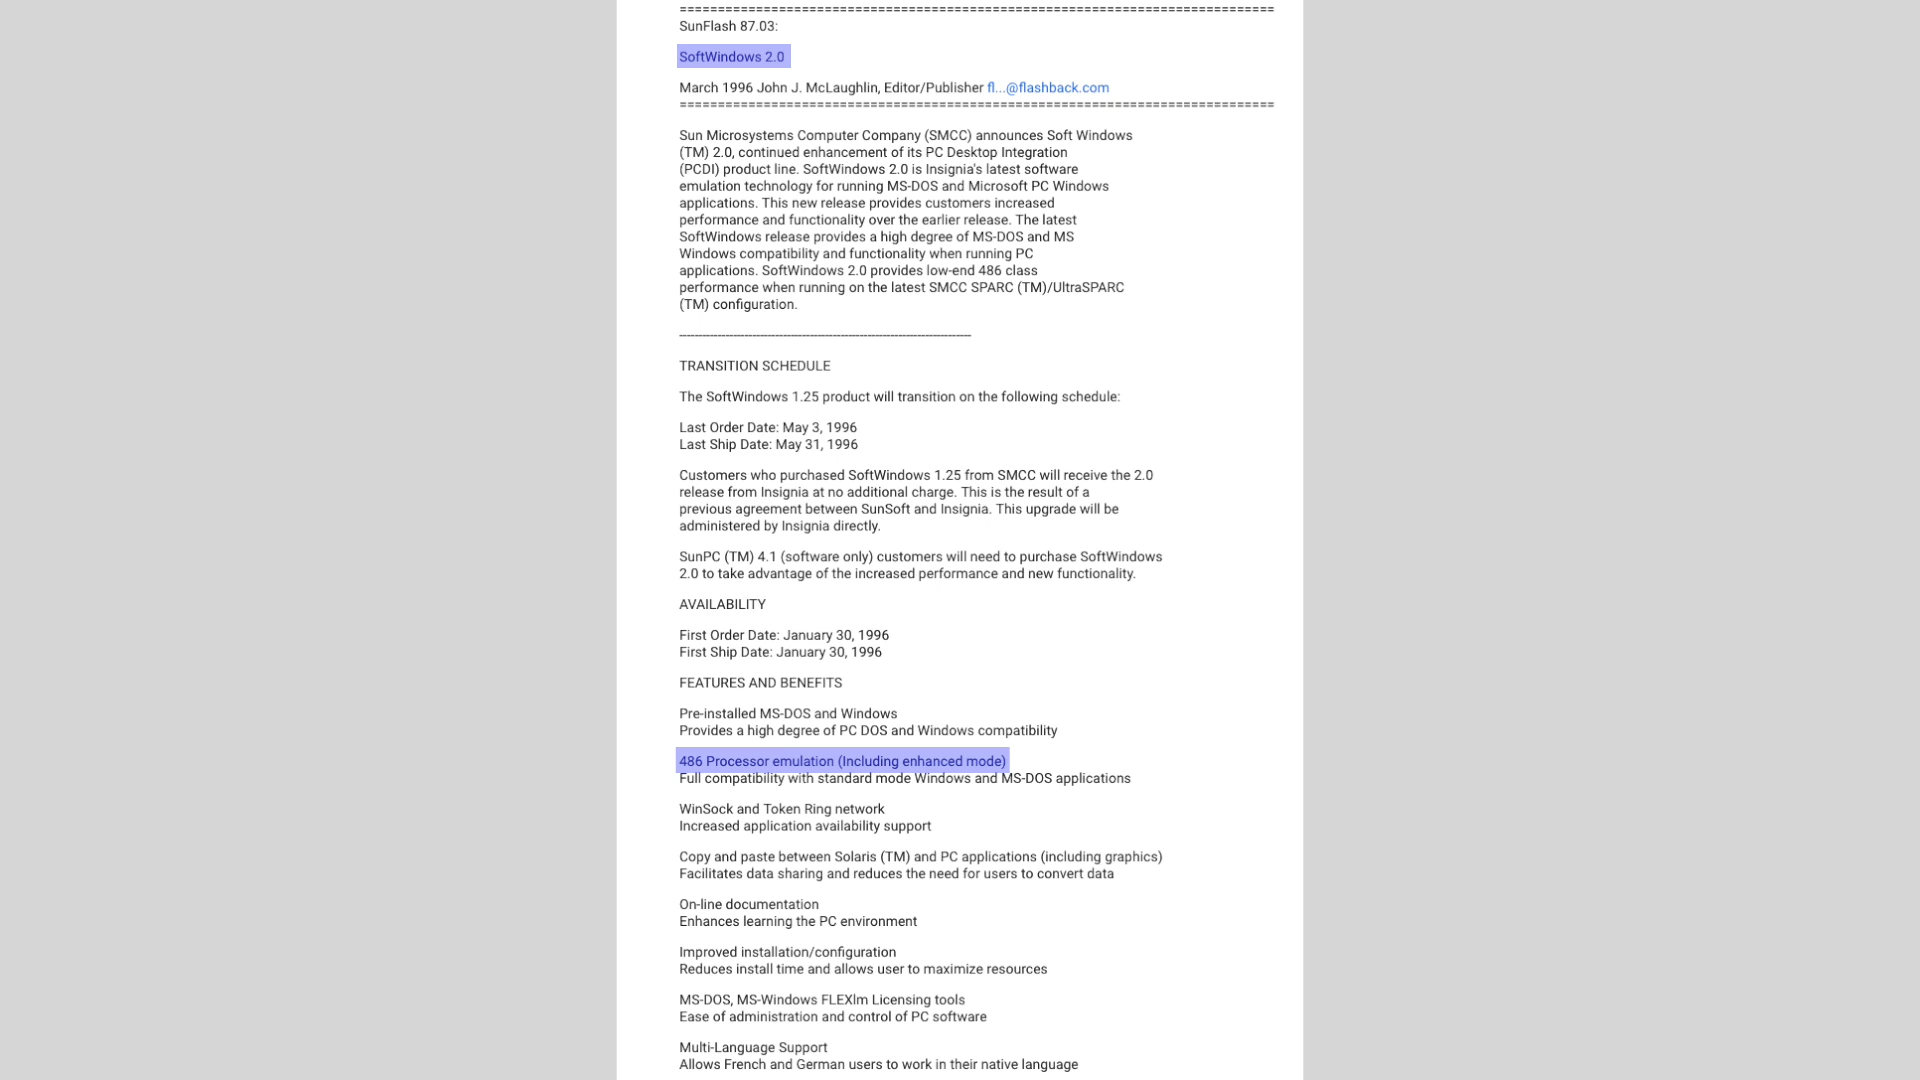 ==============================================================================
SunFlash 87.03:
SoftWindows 2.0
March 1996 John J. McLaughlin, Editor/Publisher fl...@flashback.com
==============================================================================
Sun Microsystems Computer Company (SMCC) announces Soft Windows
(TM) 2.0, continued enhancement of its PC Desktop Integration
(PCDI) product line. SoftWindows 2.0 is Insignia's latest software
emulation technology for running MS-DOS and Microsoft PC Windows
applications. This new release provides customers increased
performance and functionality over the earlier release. The latest
SoftWindows release provides a high degree of MS-DOS and MS
Windows compatibility and functionality when running PC
applications. SoftWindows 2.0 provides low-end 486 class
performance when running on the latest SMCC SPARC (TM)/UltraSPARC
(TM) configuration.
-------------------------------------------------------------------------
TRANSITION SCHEDULE
The SoftWindows 1.25 product will transition on the following schedule:
Last Order Date: May 3, 1996
Last Ship Date: May 31, 1996
Customers who purchased SoftWindows 1.25 from SMCC will receive the 2.0
release from Insignia at no additional charge. This is the result of a
previous agreement between SunSoft and Insignia. This upgrade will be
administered by Insignia directly.
SunPC (TM) 4.1 (software only) customers will need to purchase SoftWindows
2.0 to take advantage of the increased performance and new functionality.
AVAILABILITY
First Order Date: January 30, 1996
First Ship Date: January 30, 1996
FEATURES AND BENEFITS
Pre-installed MS-DOS and Windows
Provides a high degree of PC DOS and Windows compatibility
486 Processor emulation (Including enhanced mode)
Full compatibility with standard mode Windows and MS-DOS applications
WinSock and Token Ring network
Increased application availability support
Copy and paste between Solaris (TM) and PC applications (including graphics)
Facilitates data sharing and reduces the need for users to convert data
On-line documentation
Enhances learning the PC environment
Improved installation/configuration
Reduces install time and allows user to maximize resources
MS-DOS, MS-Windows FLEXlm Licensing tools
Ease of administration and control of PC software
Multi-Language Support
Allows French and German users to work in their native language